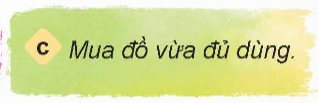 C Mua đồ vừa đủ dùng.